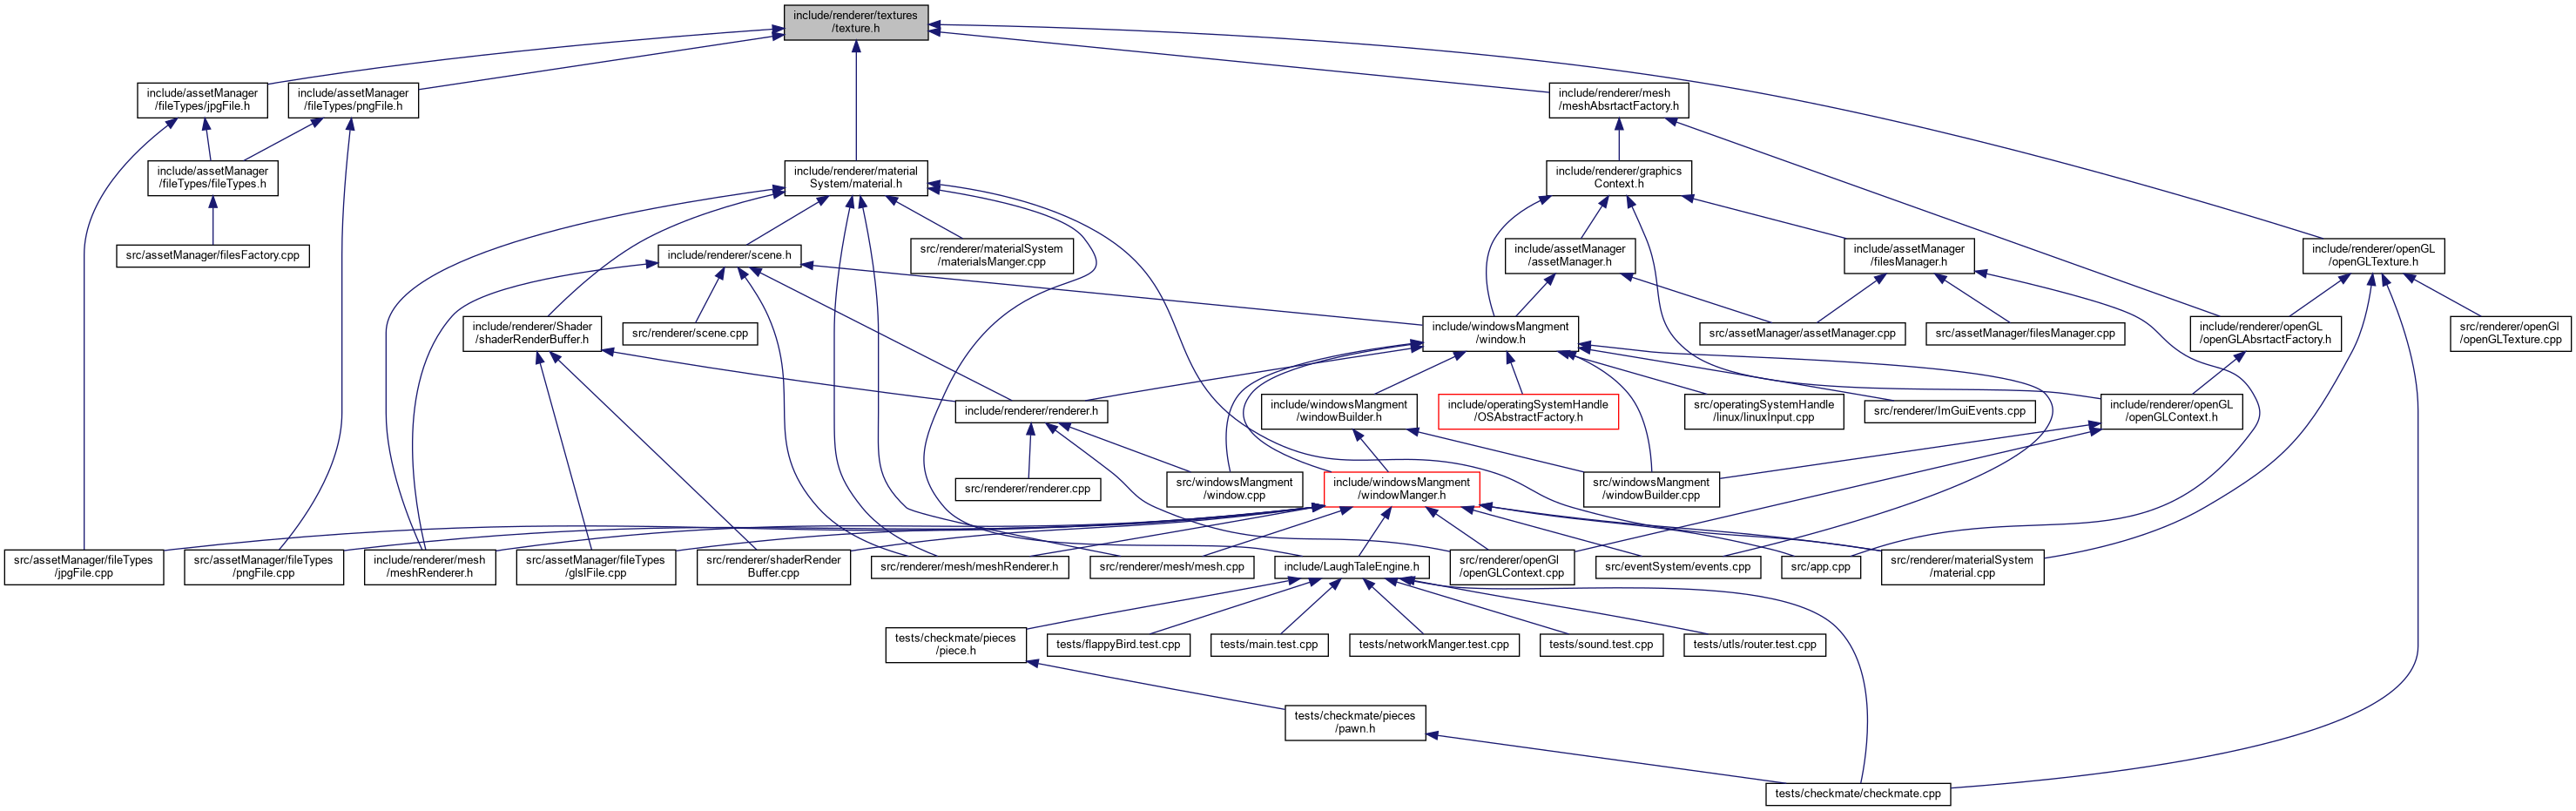 include/renderer/textures
/texture.h
include/assetManager
/fileTypes/jpgFile.h
include/assetManager
/fileTypes/pngFile.h
include/renderer/mesh
/meshAbsrtactFactory.h
include/assetManager
/fileTypes/fileTypes.h
include/renderer/material
System/material.h
include/renderer/graphics
Context.h
src/assetManager/filesFactory.cpp
include/renderer/scene.h
src/renderer/materialSystem
/materialsManger.cpp
include/assetManager
/assetManager.h
include/assetManager
/filesManager.h
include/renderer/openGL
/openGLTexture.h
include/renderer/Shader
/shaderRenderBuffer.h
src/renderer/scene.cpp
include/windowsMangment
/window.h
src/assetManager/assetManager.cpp
src/assetManager/filesManager.cpp
include/renderer/openGL
/openGLAbsrtactFactory.h
src/renderer/openGl
/openGLTexture.cpp
include/renderer/renderer.h
include/windowsMangment
/windowBuilder.h
include/operatingSystemHandle
/OSAbstractFactory.h
src/operatingSystemHandle
/linux/linuxInput.cpp
src/renderer/ImGuiEvents.cpp
include/renderer/openGL
/openGLContext.h
src/renderer/renderer.cpp
src/windowsMangment
/window.cpp
include/windowsMangment
/windowManger.h
src/windowsMangment
/windowBuilder.cpp
src/assetManager/fileTypes
/jpgFile.cpp
src/assetManager/fileTypes
/pngFile.cpp
include/renderer/mesh
/meshRenderer.h
src/assetManager/fileTypes
/glslFile.cpp
src/renderer/shaderRender
Buffer.cpp
src/renderer/mesh/meshRenderer.h
src/renderer/mesh/mesh.cpp
include/LaughTaleEngine.h
src/renderer/openGl
/openGLContext.cpp
src/eventSystem/events.cpp
src/app.cpp
src/renderer/materialSystem
/material.cpp
tests/checkmate/pieces
/piece.h
tests/flappyBird.test.cpp
tests/main.test.cpp
tests/networkManger.test.cpp
tests/sound.test.cpp
tests/utls/router.test.cpp
tests/checkmate/pieces
/pawn.h
tests/checkmate/checkmate.cpp